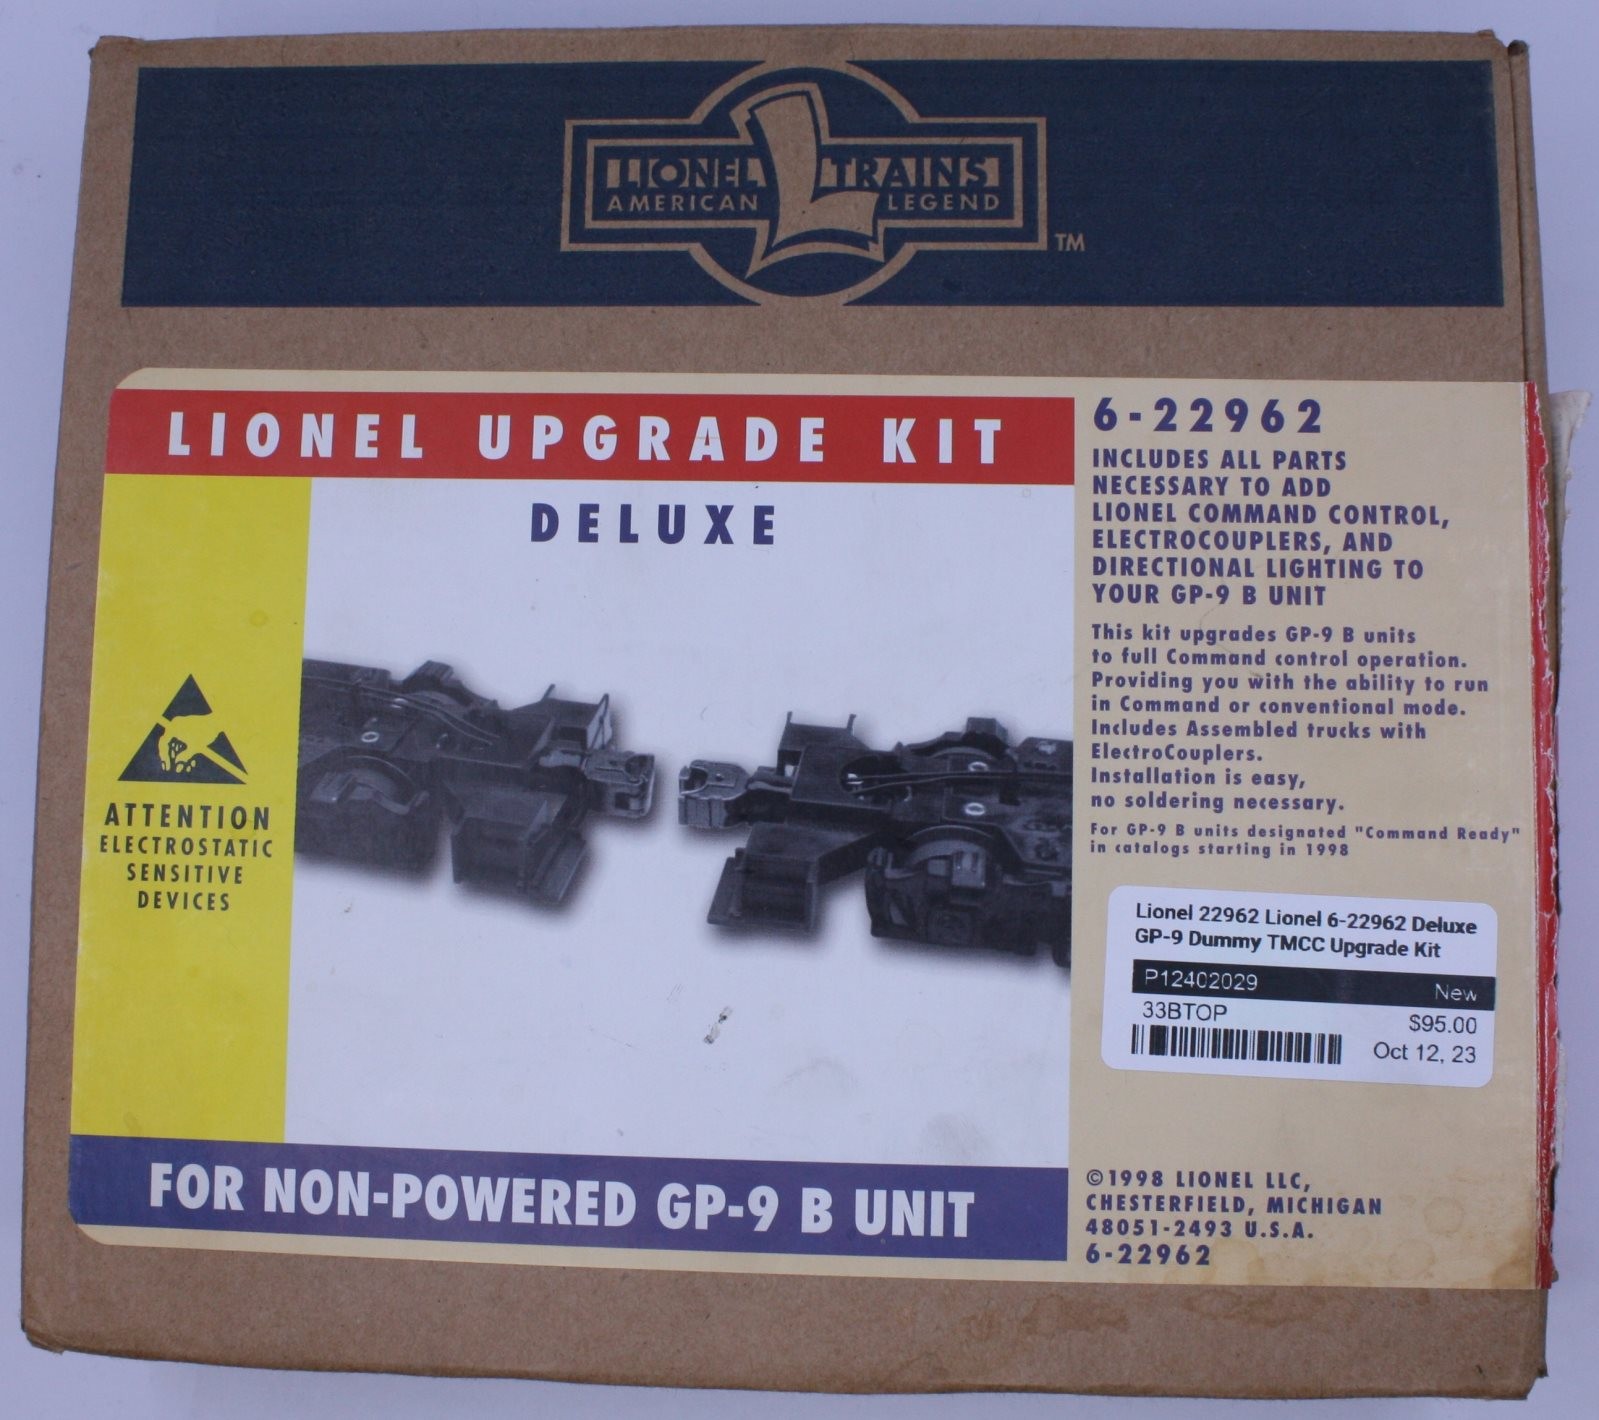 LIONEL TRAINS
AMERICAN LEGEND
TM
LIONEL UPGRADE KIT
DELUXE
ATTENTION
ELECTROSTATIC
SENSITIVE
DEVICES
FOR NON-POWERED GP-9 B UNIT
6-22962
INCLUDES ALL PARTS
NECESSARY TO ADD
LIONEL COMMAND CONTROL,
ELECTROCOUPLERS, AND
DIRECTIONAL LIGHTING TO
YOUR GP-9 B UNIT
This kit upgrades GP-9 B units
to full Command control operation.
Providing you with the ability to run
in Command or conventional mode.
Includes Assembled trucks with
ElectroCouplers.
Installation is easy,
no soldering necessary.
For GP-9 B units designated "Command Ready"
in catalogs starting in 1998
Lionel 22962 Lionel 6-22962 Deluxe
GP-9 Dummy TMCC Upgrade Kit
P12402029 New
33BTOP $95.00
Oct 12, 23
©1998 LIONEL LLC,
CHESTERFIELD, MICHIGAN
48051-2493 U.S.A.
6-22962